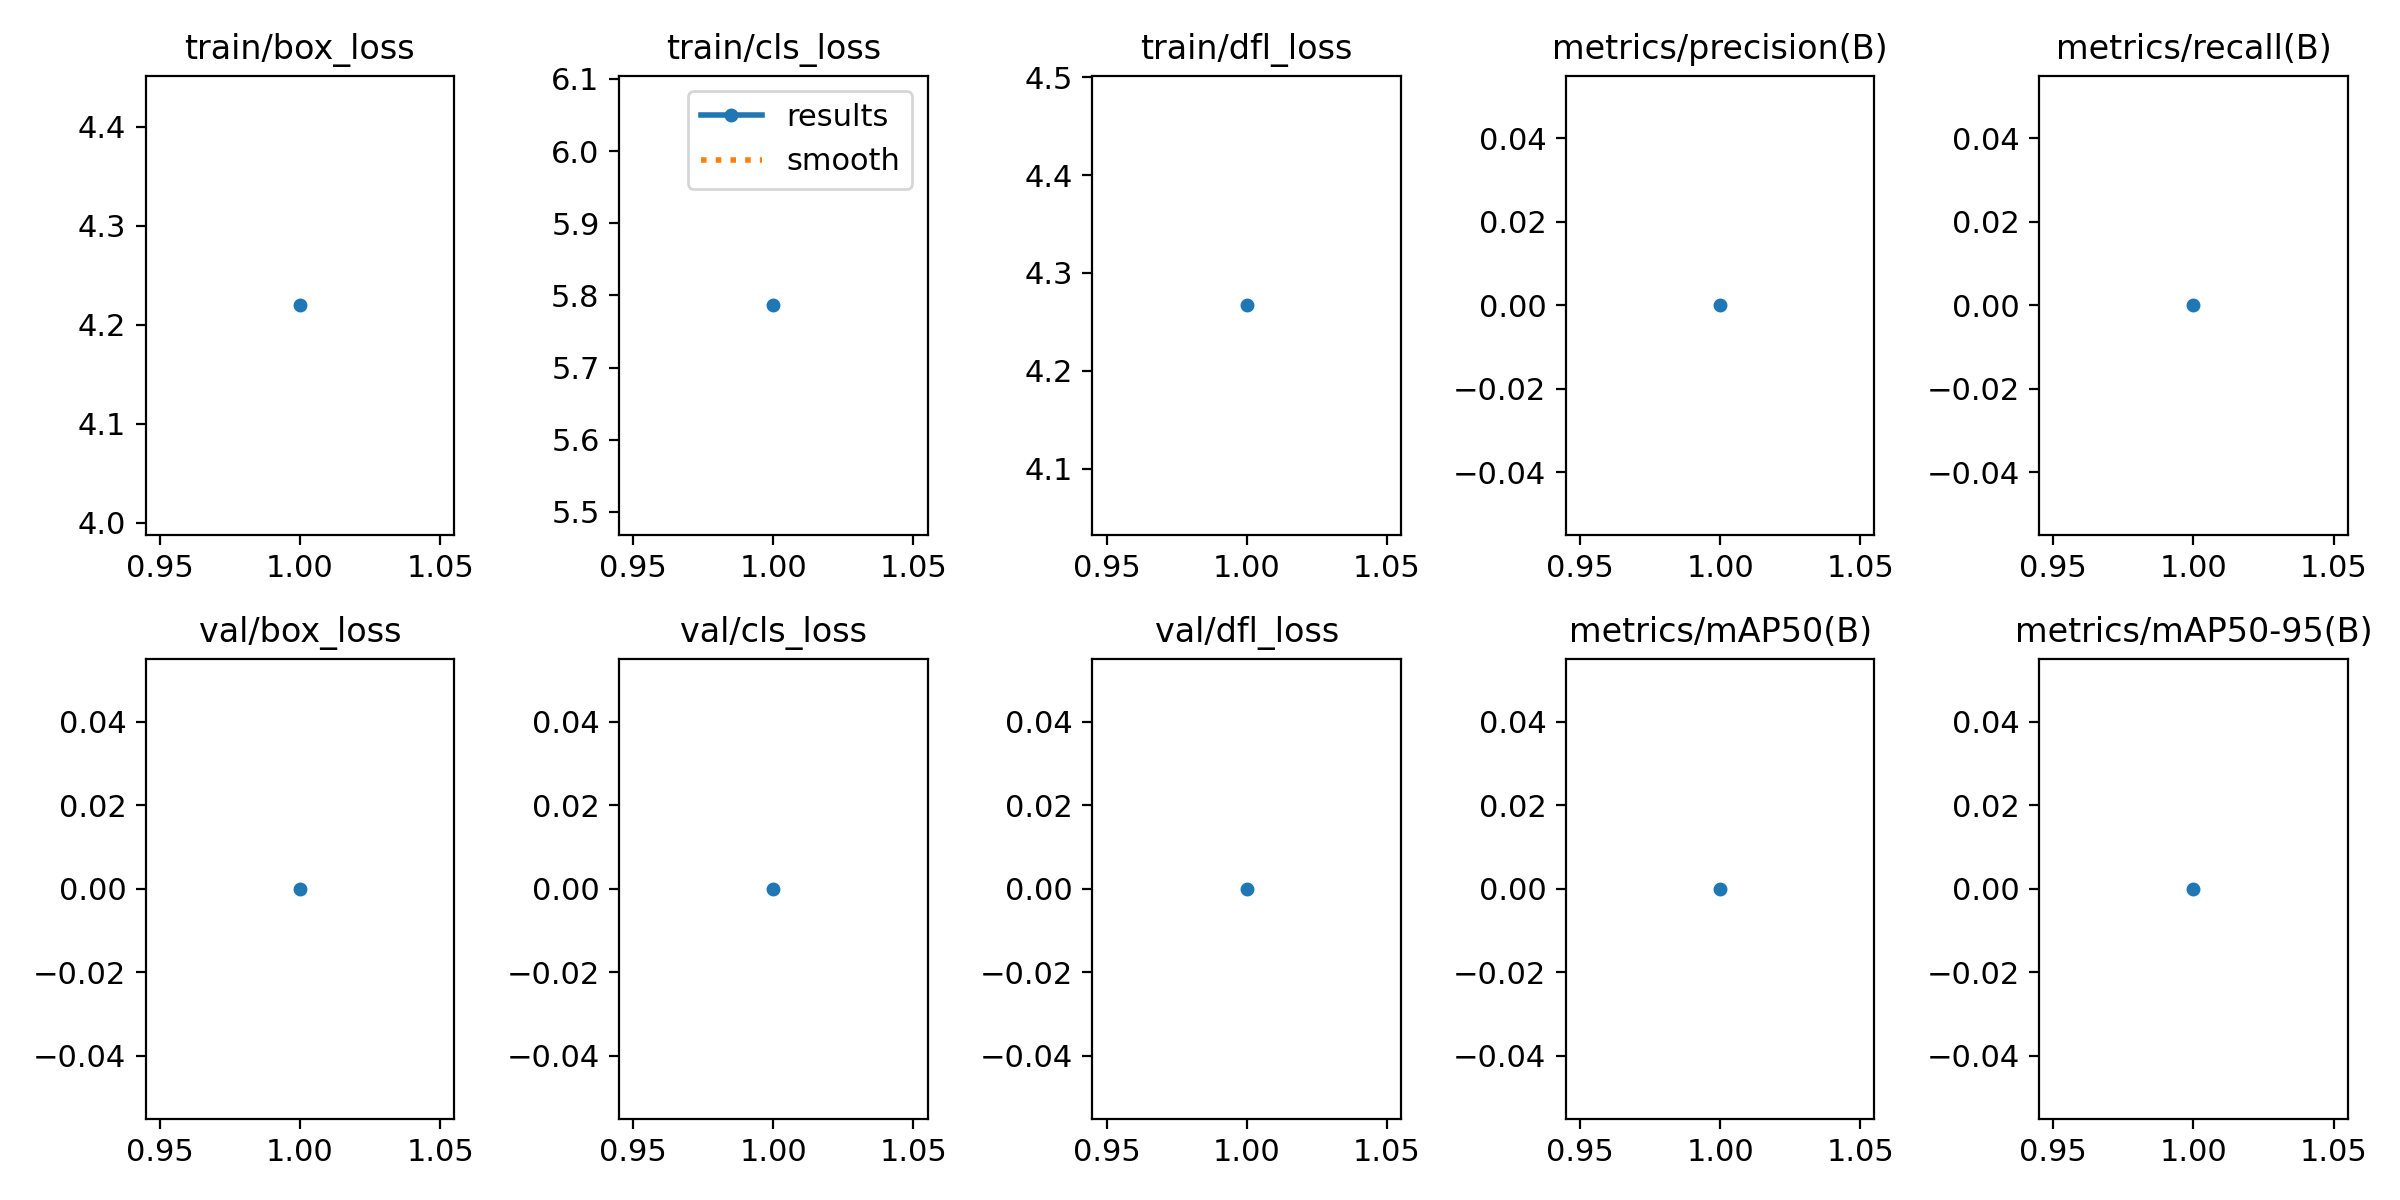 train/box_loss
4.4
4.3
4.2
4.1
4.0
0.95 1.00 1.05
train/cls_loss
results
smooth
6.1
6.0
5.9
5.8
5.7
5.6
5.5
0.95 1.00 1.05
train/dfl_loss
4.5
4.4
4.3
4.2
4.1
0.95 1.00 1.05
metrics/precision(B)
0.04
0.02
0.00
−0.02
−0.04
0.95 1.00 1.05
metrics/recall(B)
0.04
0.02
0.00
−0.02
−0.04
0.95 1.00 1.05
val/box_loss
0.04
0.02
0.00
−0.02
−0.04
0.95 1.00 1.05
val/cls_loss
0.04
0.02
0.00
−0.02
−0.04
0.95 1.00 1.05
val/dfl_loss
0.04
0.02
0.00
−0.02
−0.04
0.95 1.00 1.05
metrics/mAP50(B)
0.04
0.02
0.00
−0.02
−0.04
0.95 1.00 1.05
metrics/mAP50-95(B)
0.04
0.02
0.00
−0.02
−0.04
0.95 1.00 1.05